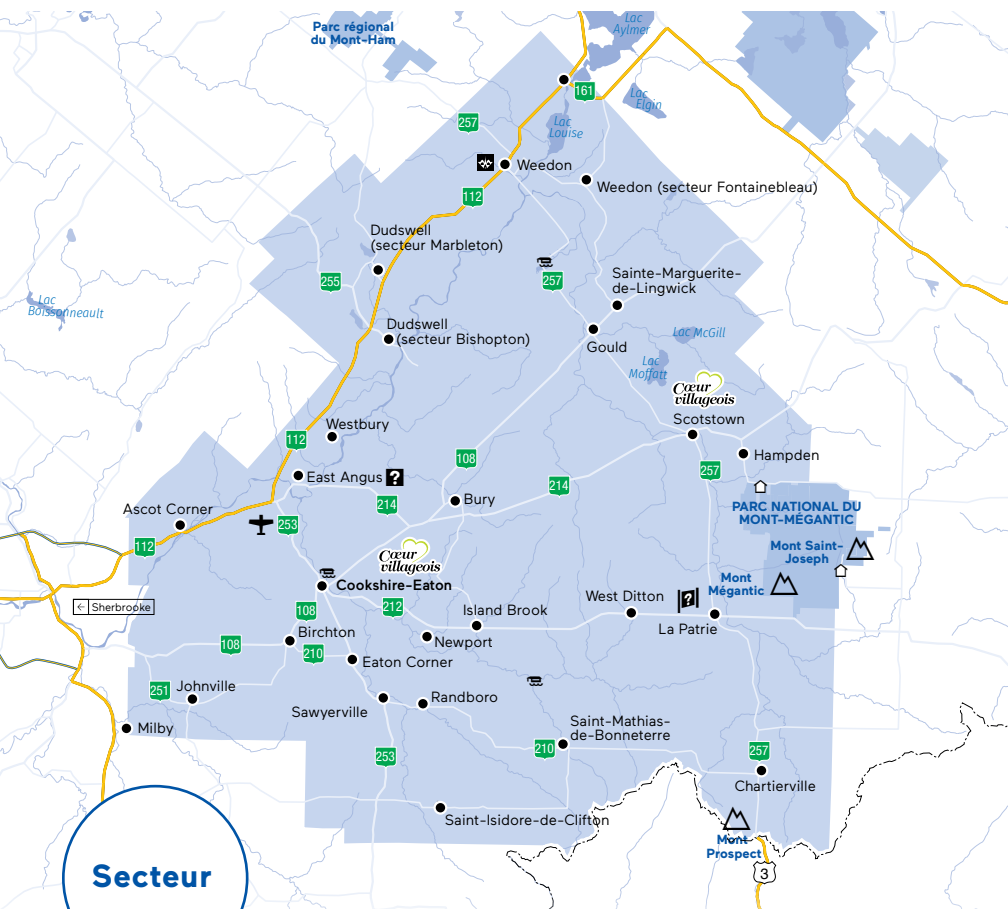 Parc régional
du Mont-Ham
Lac
Aylmer
161
Lac
Elgin
257
Lac
Louise
Weedon
Weedon (secteur Fontainebleau)
112
Dudswell
(secteur Marbleton)
255
257
Sainte-Marguerite-
de-Lingwick
Lac
Boissonneault
Dudswell
(secteur Bishopton)
Gould
Lac McGill
Lac
Moffatt
Cœur
villageois
Scotstown
Westbury
112
Hampden
108
257
East Angus
?
214
214
Bury
PARC NATIONAL DU
MONT-MÉGANTIC
Ascot Corner
253
112
Mont Saint-
Joseph
Cœur
villageois
Mont
Mégantic
Cookshire-Eaton
← Sherbrooke
108
212
Island Brook
West Ditton
?
La Patrie
Birchton
108
210
Newport
Eaton Corner
251
Johnville
Sawyerville
Randboro
Milby
Saint-Mathias-
de-Bonneterre
210
253
257
Chartierville
Saint-Isidore-de-Clifton
Mont
Prospect
3
Secteur